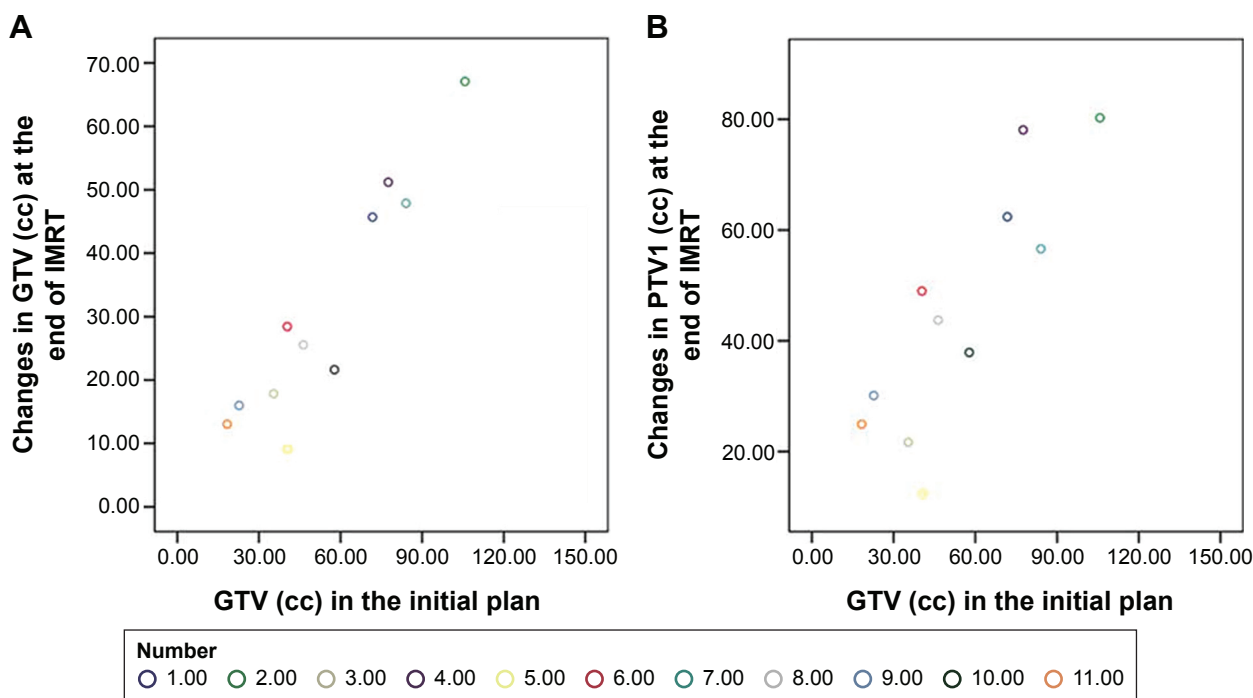 A
Changes in GTV (cc) at the
end of IMRT
70.00
60.00
50.00
40.00
30.00
20.00
10.00
0.00
0.00 30.00 60.00 90.00 120.00 150.00
GTV (cc) in the initial plan
B
Changes in PTV1 (cc) at the
end of IMRT
80.00
60.00
40.00
20.00
0.00 30.00 60.00 90.00 120.00 150.00
GTV (cc) in the initial plan
Number
1.00 2.00 3.00 4.00 5.00 6.00 7.00 8.00 9.00 10.00 11.00